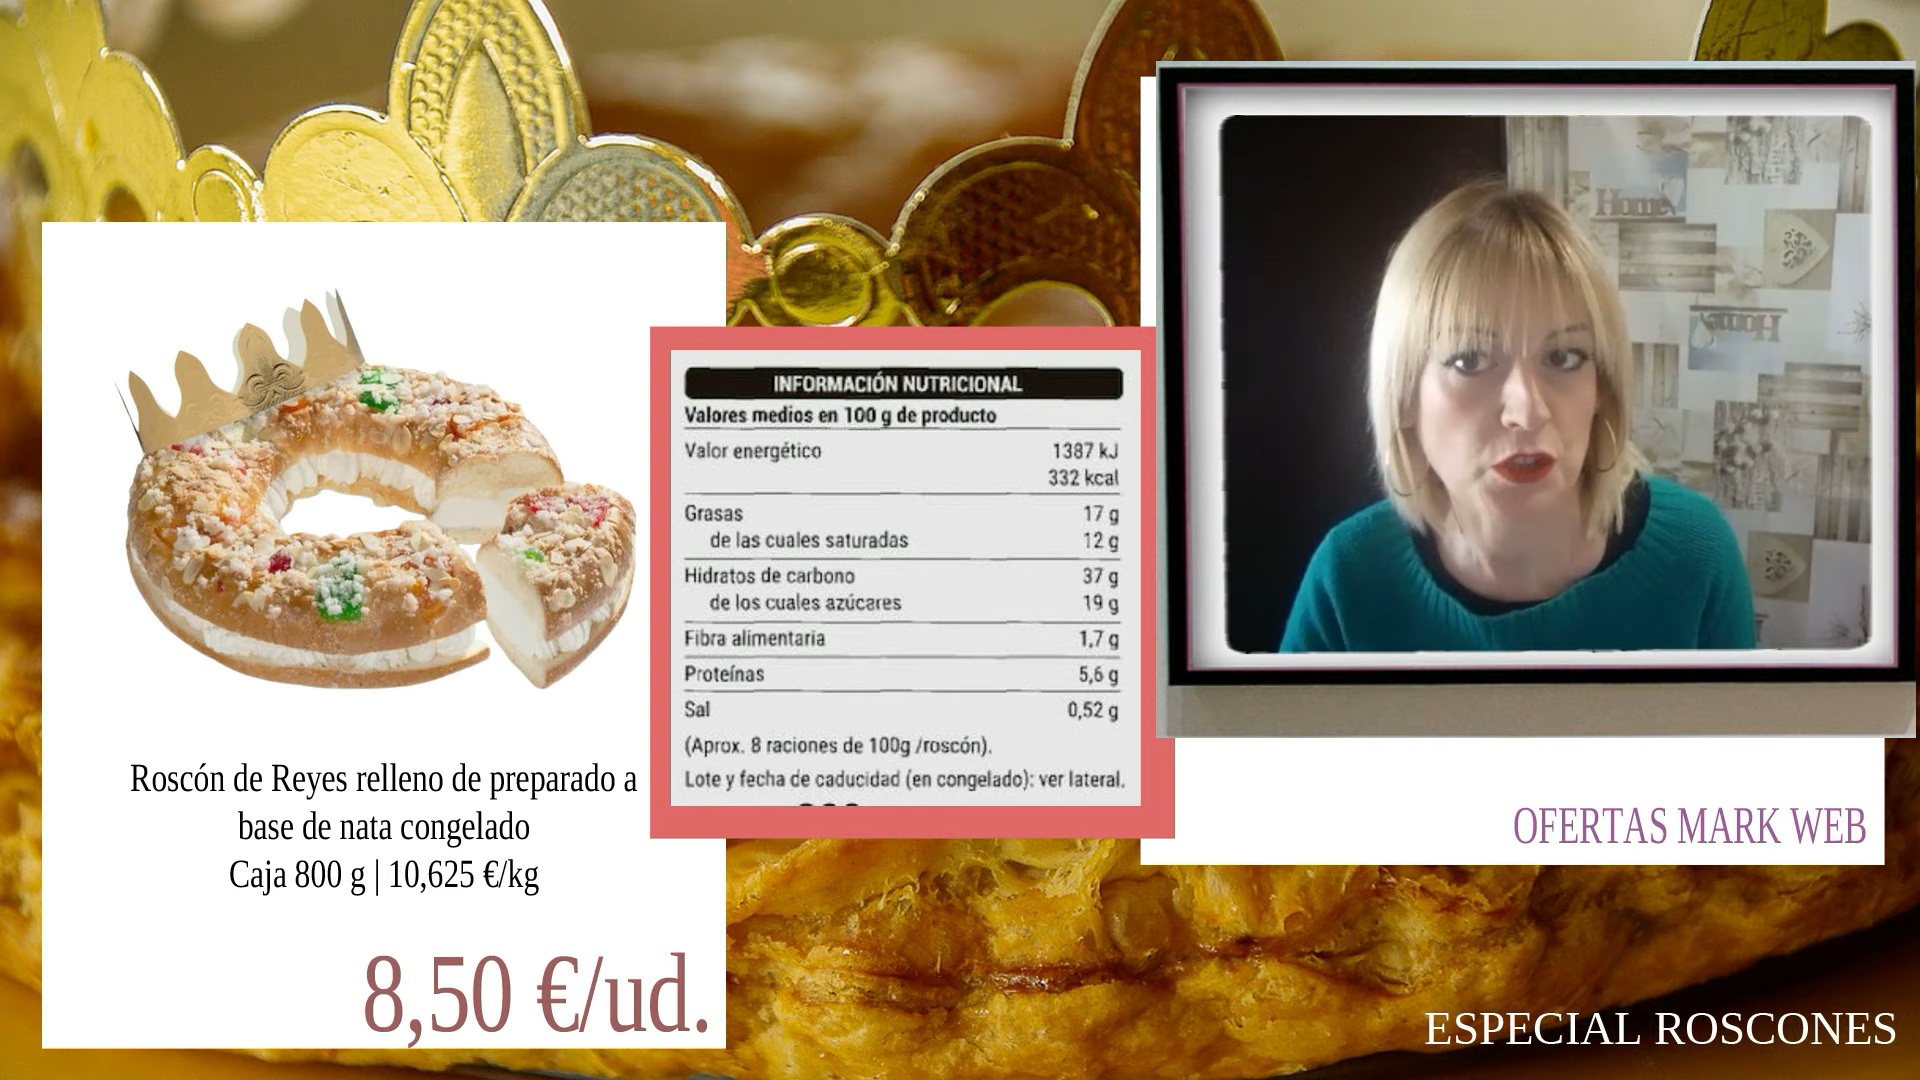 Roscón de Reyes relleno de preparado a
base de nata congelado
Caja 800 g | 10,625 €/kg
8,50 €/ud.
INFORMACIÓN NUTRICIONAL
Valores medios en 100 g de producto
Valor energético 1387 kJ
332 kcal
Grasas 17 g
de las cuales saturadas 12 g
Hidratos de carbono 37 g
de los cuales azúcares 19 g
Fibra alimentaria 1,7 g
Proteínas 5,6 g
Sal 0,52 g
(Aprox. 8 raciones de 100g /roscón).
Lote y fecha de caducidad (en congelado): ver lateral.
Home
OFERTAS MARK WEB
ESPECIAL ROSCONES